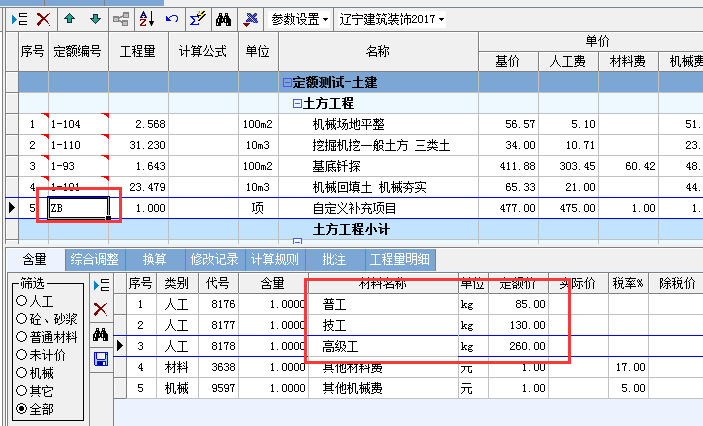 参数设置 辽宁建筑装饰2017
序号 定额编号 工程量 计算公式 单位 名称 单价
基价 人工费 材料费 机械费
定额测试-土建
土方工程
1 1-104 2.568 100m2 机械场地平整 56.57 5.10 51.
2 1-110 31.230 10m3 挖掘机挖一般土方 三类土 34.00 10.71 23.
3 1-93 1.643 100m2 基底钎探 411.88 303.45 60.42 48.
4 1-101 23.479 10m3 机械回填土 机械夯实 65.33 21.00 44.
5 ZB 1.000 项 自定义补充项目 477.00 475.00 1.00 1.
土方工程小计
含量 综合调整 换算 修改记录 计算规则 批注 工程量明细
筛选
人工
砼、砂浆
普通材料
未计价
机械
其它
全部
序号 类别 代号 含量 材料名称 单位 定额价 实际价 税率% 除税价
1 人工 8176 1.0000 普工 kg 85.00
2 人工 8177 1.0000 技工 kg 130.00
3 人工 8178 1.0000 高级工 kg 260.00
4 材料 3638 1.0000 其他材料费 元 1.00 17.00
5 机械 9597 1.0000 其他机械费 元 1.00 5.00